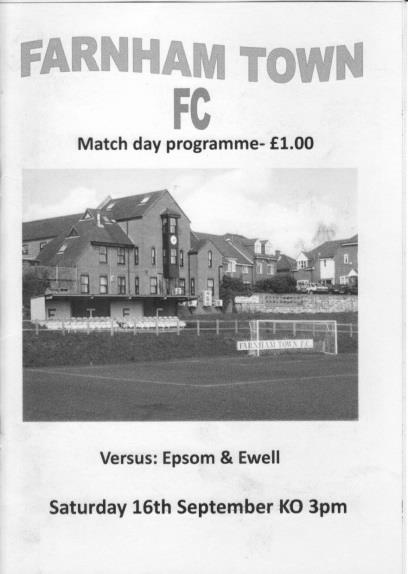 FARNHAM TOWN
FC
Match day programme- £1.00
FARNHAM TOWN F.C.
Versus: Epsom & Ewell
Saturday 16th September KO 3pm